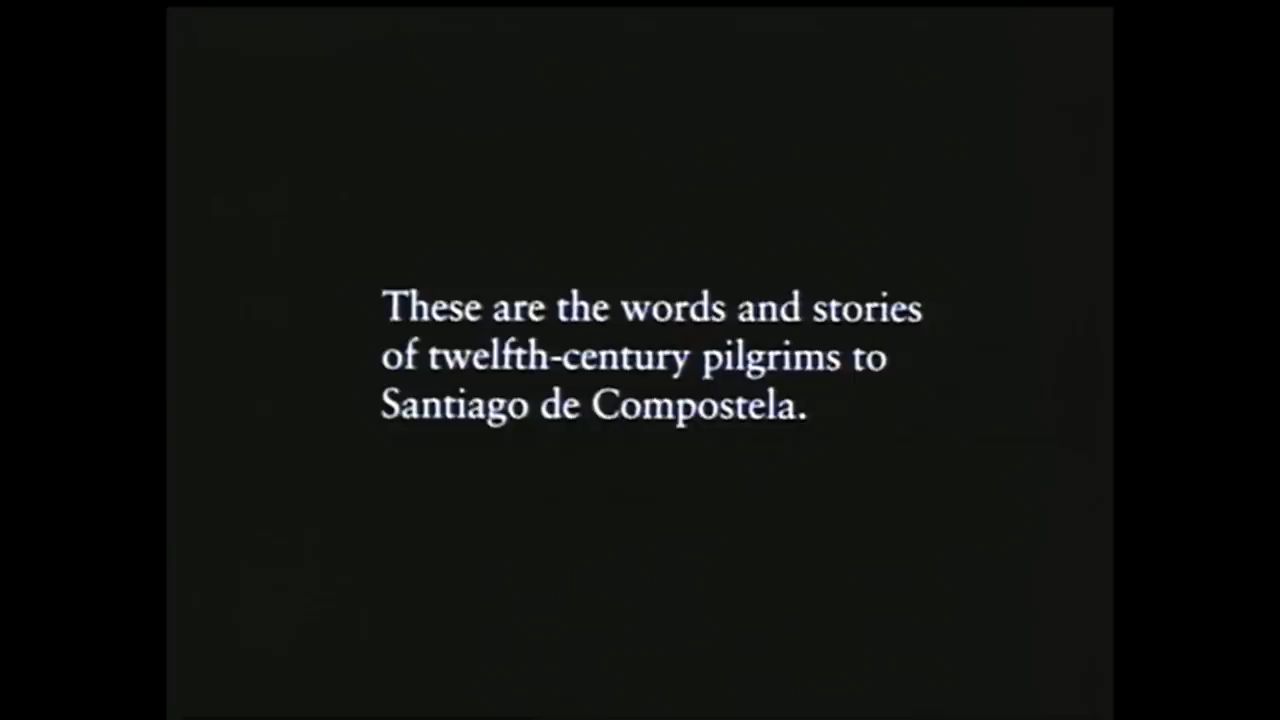 These are the words and stories
of twelfth-century pilgrims to
Santiago de Compostela.